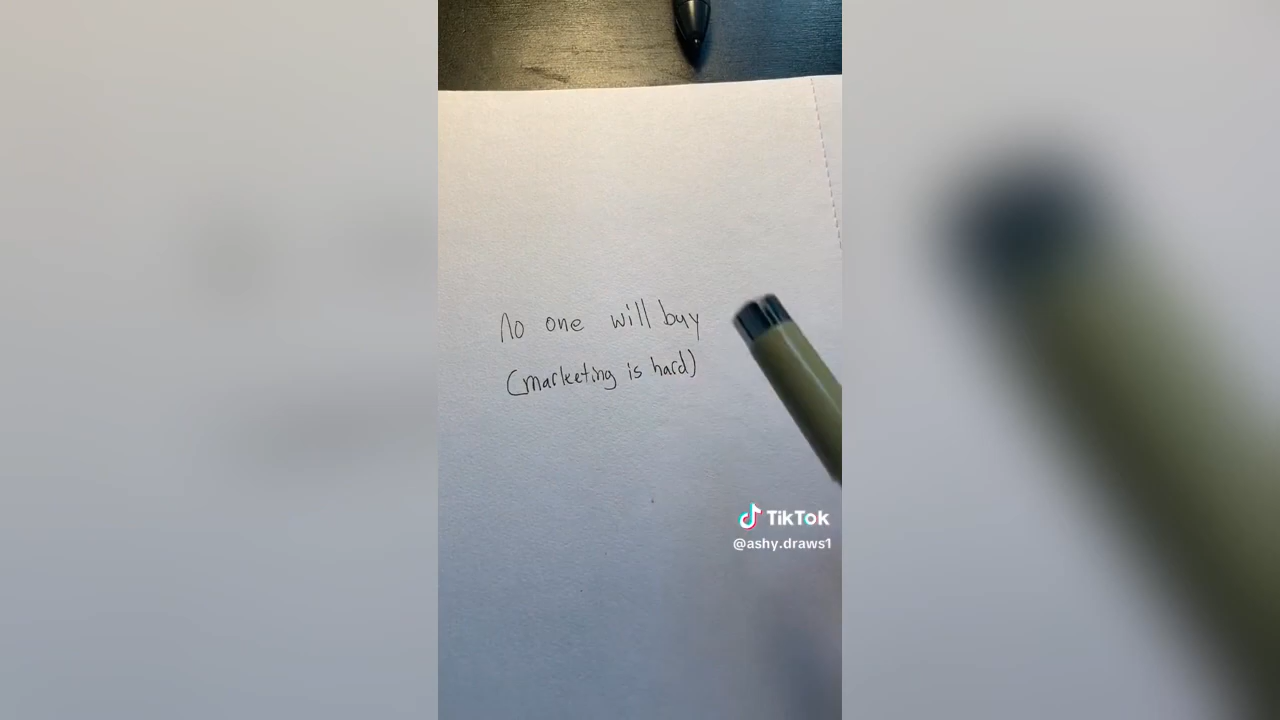 No one will buy
(marketing is hard)
TikTok
@ashy.draws1